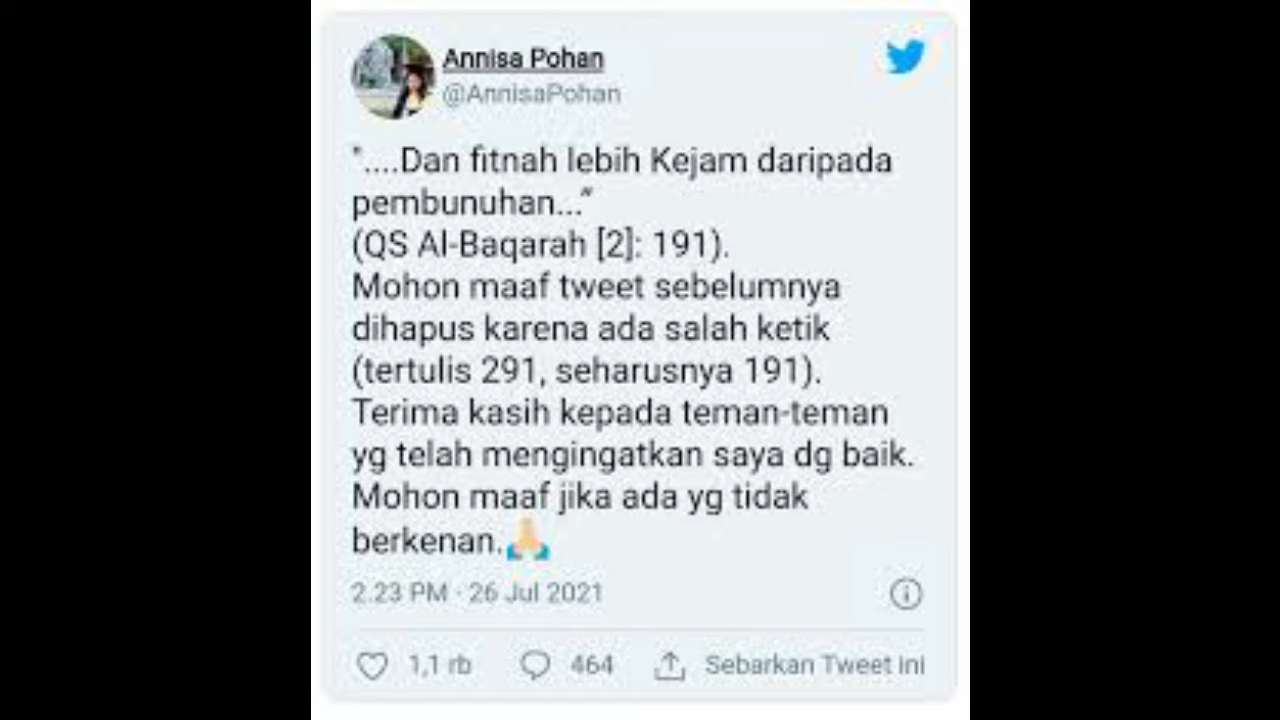 Annisa Pohan
@AnnisaPohan
"....Dan fitnah lebih Kejam daripada
pembunuhan..."
(QS Al-Baqarah [2]: 191).
Mohon maaf tweet sebelumnya
dihapus karena ada salah ketik
(tertulis 291, seharusnya 191).
Terima kasih kepada teman-teman
yg telah mengingatkan saya dg baik.
Mohon maaf jika ada yg tidak
berkenan.🙏🏻
2.23 PM · 26 Jul 2021
1,1 rb 464 Sebarkan Tweet ini